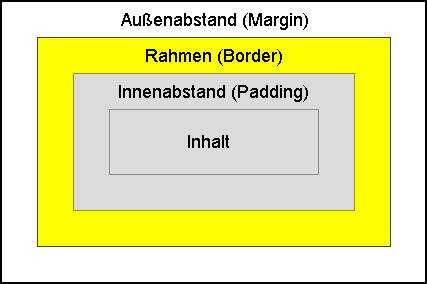 Außenabstand (Margin)
Rahmen (Border)
Innenabstand (Padding)
Inhalt